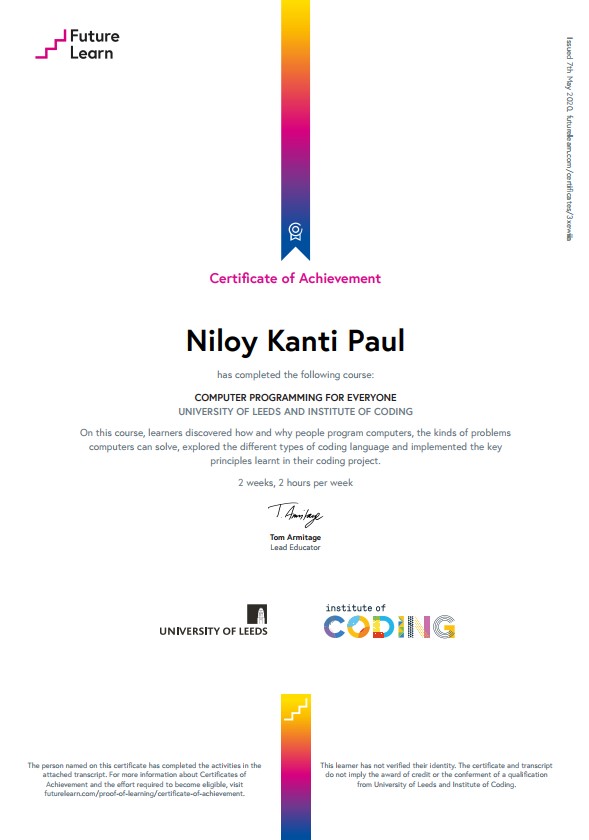 Future
Learn
Issued 7th May 2020. futurelearn.com/certificates/
Certificate of Achievement
Niloy Kanti Paul
has completed the following course:
COMPUTER PROGRAMMING FOR EVERYONE
UNIVERSITY OF LEEDS AND INSTITUTE OF CODING
On this course, learners discovered how and why people program computers, the kinds of problems
computers can solve, explored the different types of coding language and implemented the key
principles learnt in their coding project.
2 weeks, 2 hours per week
T. Armitage
Tom Armitage
Lead Educator
UNIVERSITY OF LEEDS
institute of
CODING
The person named on this certificate has completed the activities in the
attached transcript. For more information about Certificates of
Achievement and the effort required to become eligible, visit
futurelearn.com/proof-of-learning/certificate-of-achievement.
This learner has not verified their identity. The certificate and transcript
do not imply the award of credit or the conferment of a qualification
from University of Leeds and Institute of Coding.